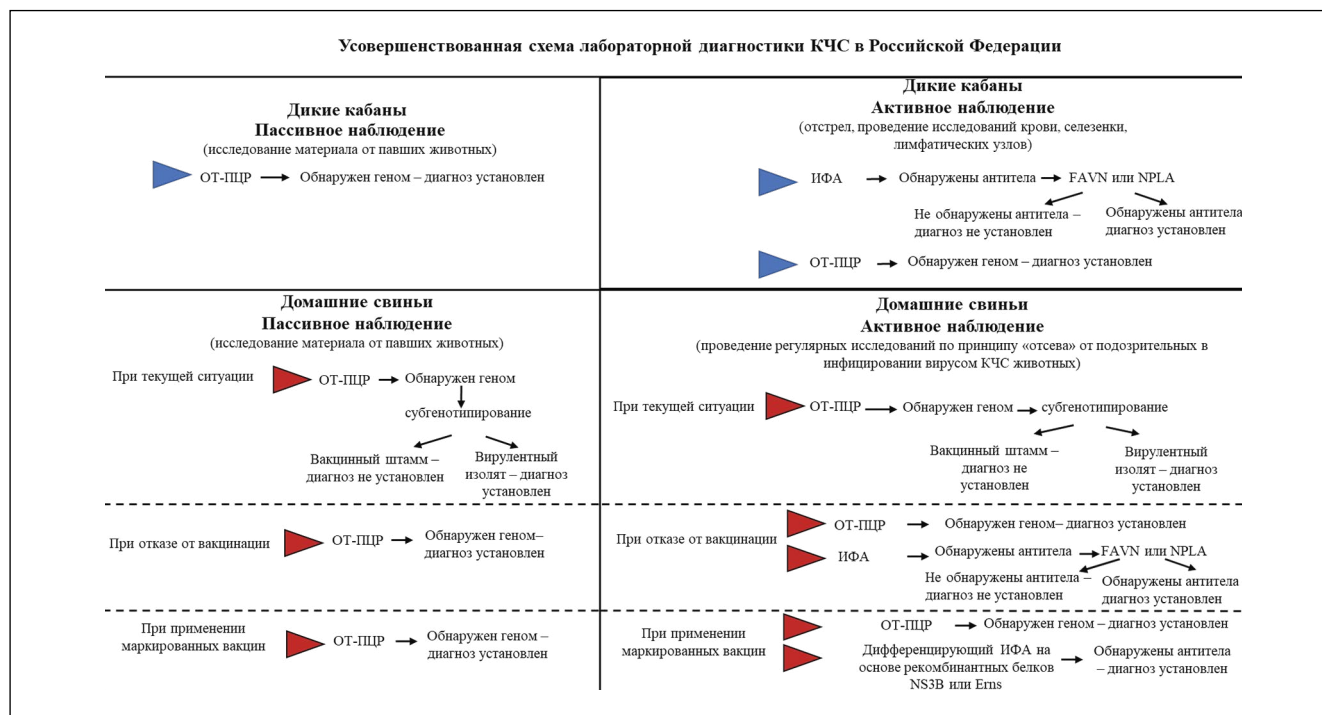 Усовершенствованная схема лабораторной диагностики КЧС в Российской Федерации
Дикие кабаны
Пассивное наблюдение
(исследование материала от павших животных)
ОТ-ПЦР
Обнаружен геном – диагноз установлен
Дикие кабаны
Активное наблюдение
(отстрел, проведение исследований крови, селезенки,
лимфатических узлов)
ИФА
Обнаружены антитела
FAVN или NPLA
Не обнаружены антитела –
диагноз не установлен
Обнаружены антитела
диагноз установлен
ОТ-ПЦР
Обнаружен геном – диагноз установлен
Домашние свиньи
Пассивное наблюдение
(исследование материала от павших животных)
При текущей ситуации
ОТ-ПЦР
Обнаружен геном
субгенотипирование
Вакцинный штамм –
диагноз не установлен
Вирулентный
изолят – диагноз
установлен
При отказе от вакцинации
ОТ-ПЦР
Обнаружен геном–
диагноз установлен
При применении
маркированных вакцин
ОТ-ПЦР
Обнаружен геном –
диагноз установлен
Домашние свиньи
Активное наблюдение
(проведение регулярных исследований по принципу «отсева» от подозрительных в
инфицировании вирусом КЧС животных)
При текущей ситуации
ОТ-ПЦР
Обнаружен геном
субгенотипирование
Вакцинный штамм –
диагноз не
установлен
Вирулентный
изолят – диагноз
установлен
При отказе от вакцинации
ОТ-ПЦР
Обнаружен геном– диагноз установлен
ИФА
Обнаружены антитела
FAVN или NPLA
Не обнаружены антитела –
диагноз не установлен
Обнаружены антитела
диагноз установлен
При применении
маркированных вакцин
ОТ-ПЦР
Обнаружен геном – диагноз установлен
Дифференцирующий ИФА на
основе рекомбинантных белков
NS3B или Erns
Обнаружены антитела
– диагноз установлен